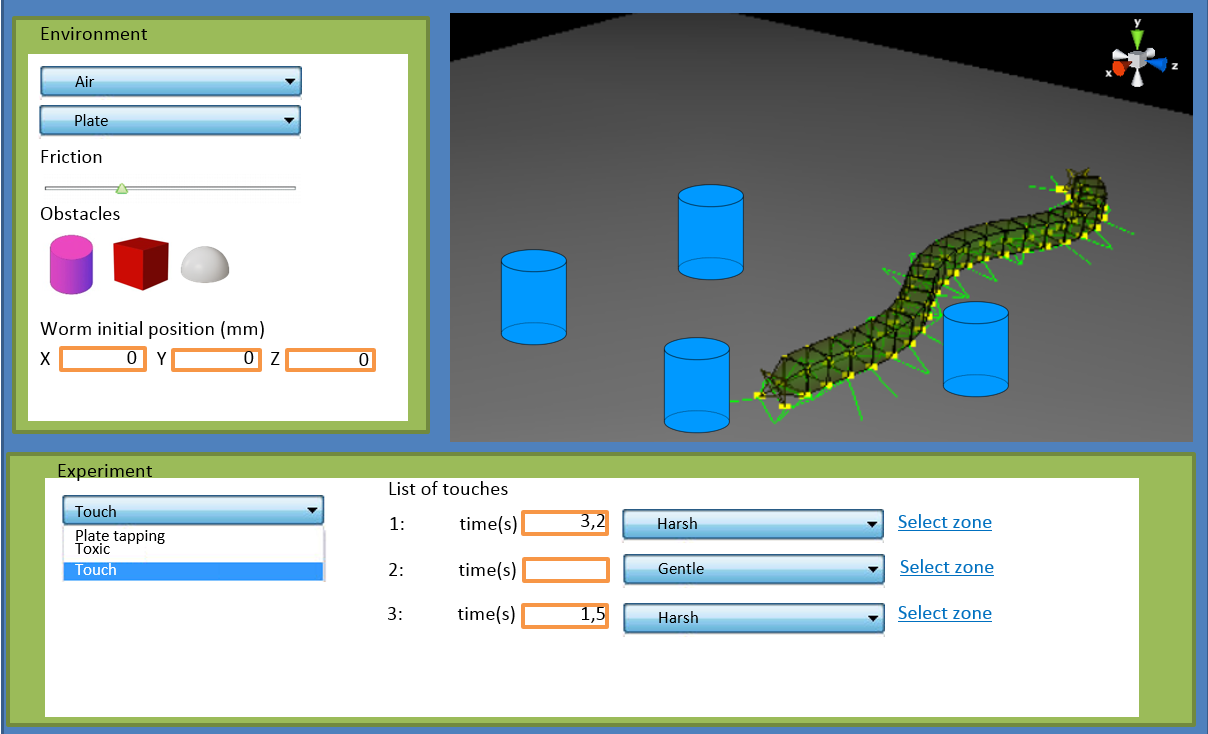 Environment
Air
Plate
Friction
Obstacles
Worm initial position (mm)
X 0 Y 0 Z 0
y
x z
Experiment
Touch
Plate tapping
Toxic
Touch
List of touches
1: time(s) 3,2 Harsh Select zone
2: time(s) Gentle Select zone
3: time(s) 1,5 Harsh Select zone